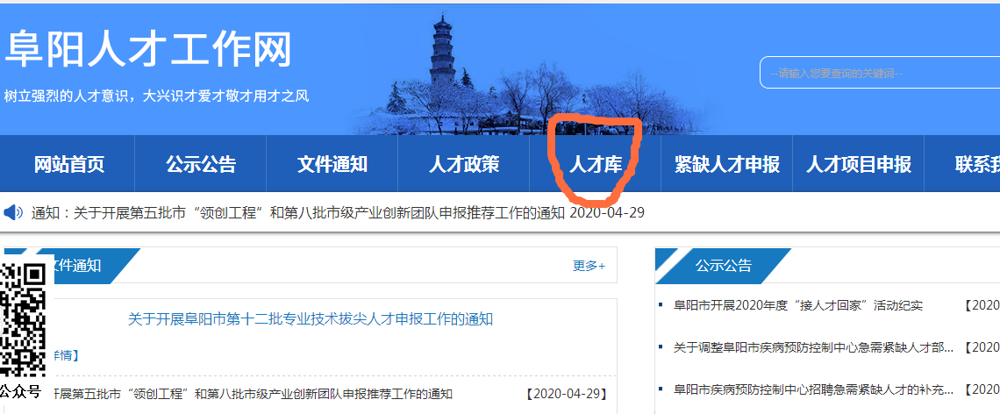 阜阳人才工作网
树立强烈的人才意识，大兴识才爱才敬才用才之风
--请输入您要查询的关键词--
网站首页 公示公告 文件通知 人才政策 人才库 紧缺人才申报 人才项目申报 联系我
通知：关于开展第五批市“领创工程”和第八批市级产业创新团队申报推荐工作的通知 2020-04-29
文件通知 更多+
关于开展阜阳市第十二批专业技术拔尖人才申报工作的通知
详情】
开展第五批市“领创工程”和第八批市级产业创新团队申报推荐工作的通知 【2020-04-29】
公众号
公示公告
阜阳市开展2020年度“接人才回家”活动纪实 【2020
关于调整阜阳市疾病预防控制中心急需紧缺人才部... 【2020
阜阳市疾病预防控制中心招聘急需紧缺人才的补充... 【2020